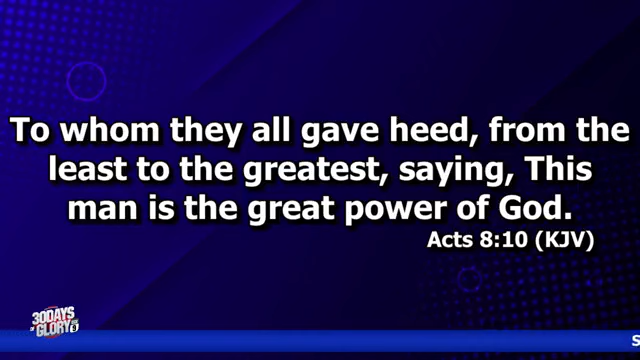 To whom they all gave heed, from the
least to the greatest, saying, This
man is the great power of God.
Acts 8:10 (KJV)
30DAYS
OF
GLORY
S